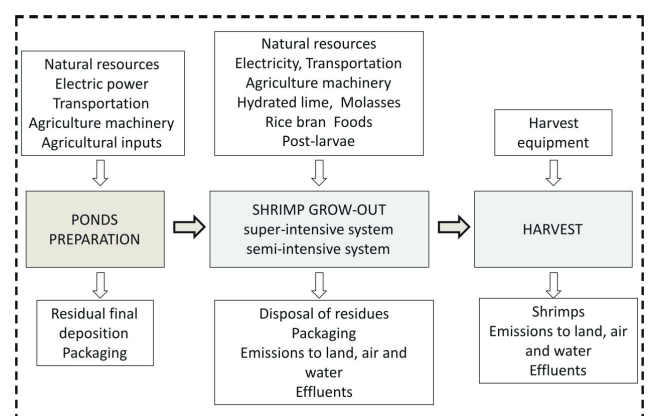 Natural resources
Electric power
Transportation
Agriculture machinery
Agricultural inputs
Natural resources
Electricity, Transportation
Agriculture machinery
Hydrated lime, Molasses
Rice bran Foods
Post-larvae
Harvest
equipment
PONDS
PREPARATION
SHRIMP GROW-OUT
super-intensive system
semi-intensive system
HARVEST
Residual final
deposition
Packaging
Disposal of residues
Packaging
Emissions to land, air and
water
Effluents
Shrimps
Emissions to land, air
and water
Effluents